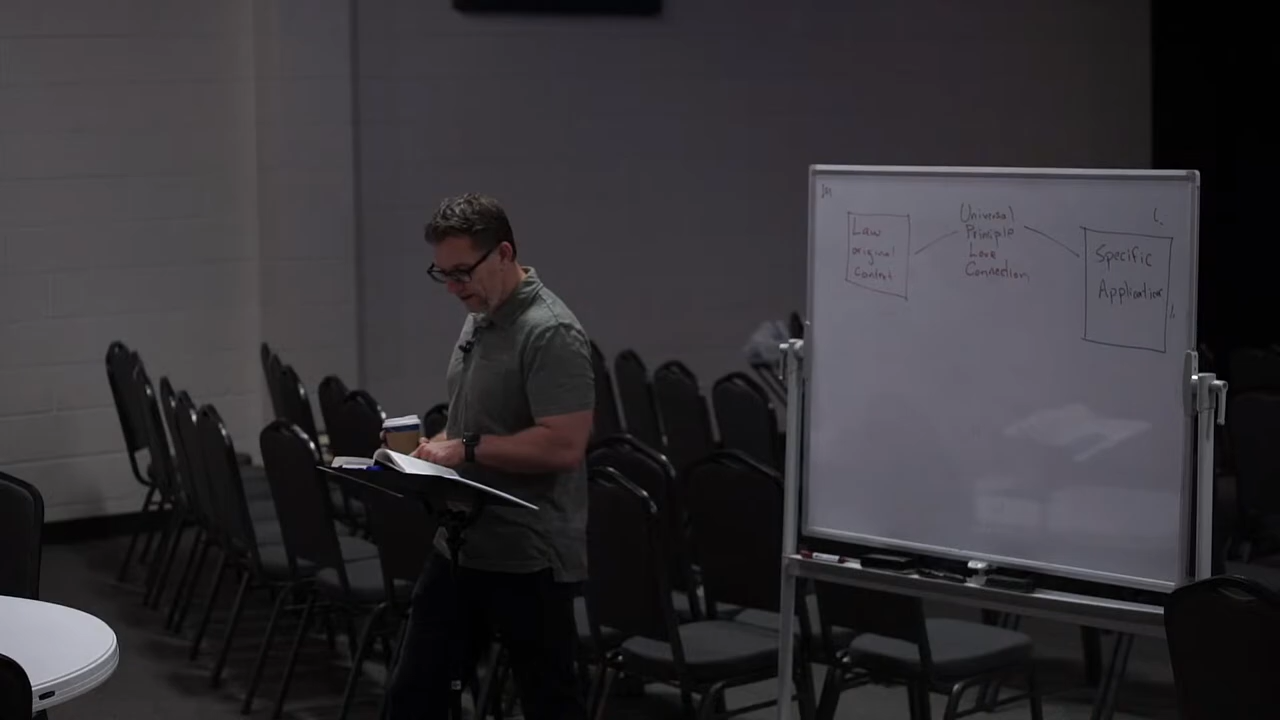 Law
original
context
Universal
Principle
Love
Connection
Specific
Application